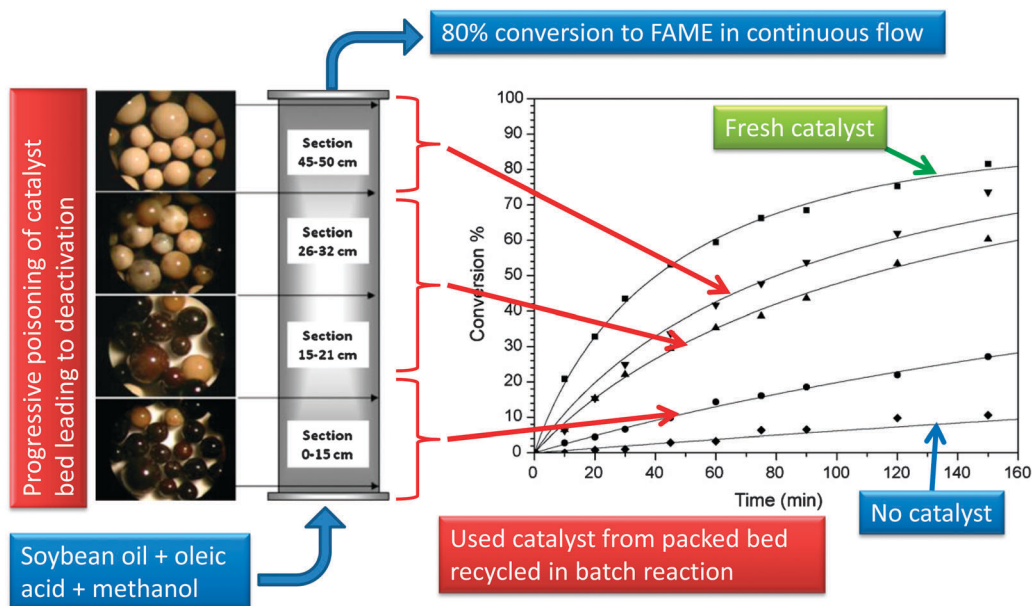 80% conversion to FAME in continuous flow
Progressive poisoning of catalyst
bed leading to deactivation
Section
45-50 cm
Section
26-32 cm
Section
15-21 cm
Section
0-15 cm
Soybean oil + oleic
acid + methanol
Conversion %
100
90
80
70
60
50
40
30
20
10
0
0
20
40
60
80
100
120
140
160
Time (min)
Fresh catalyst
No catalyst
Used catalyst from packed bed
recycled in batch reaction